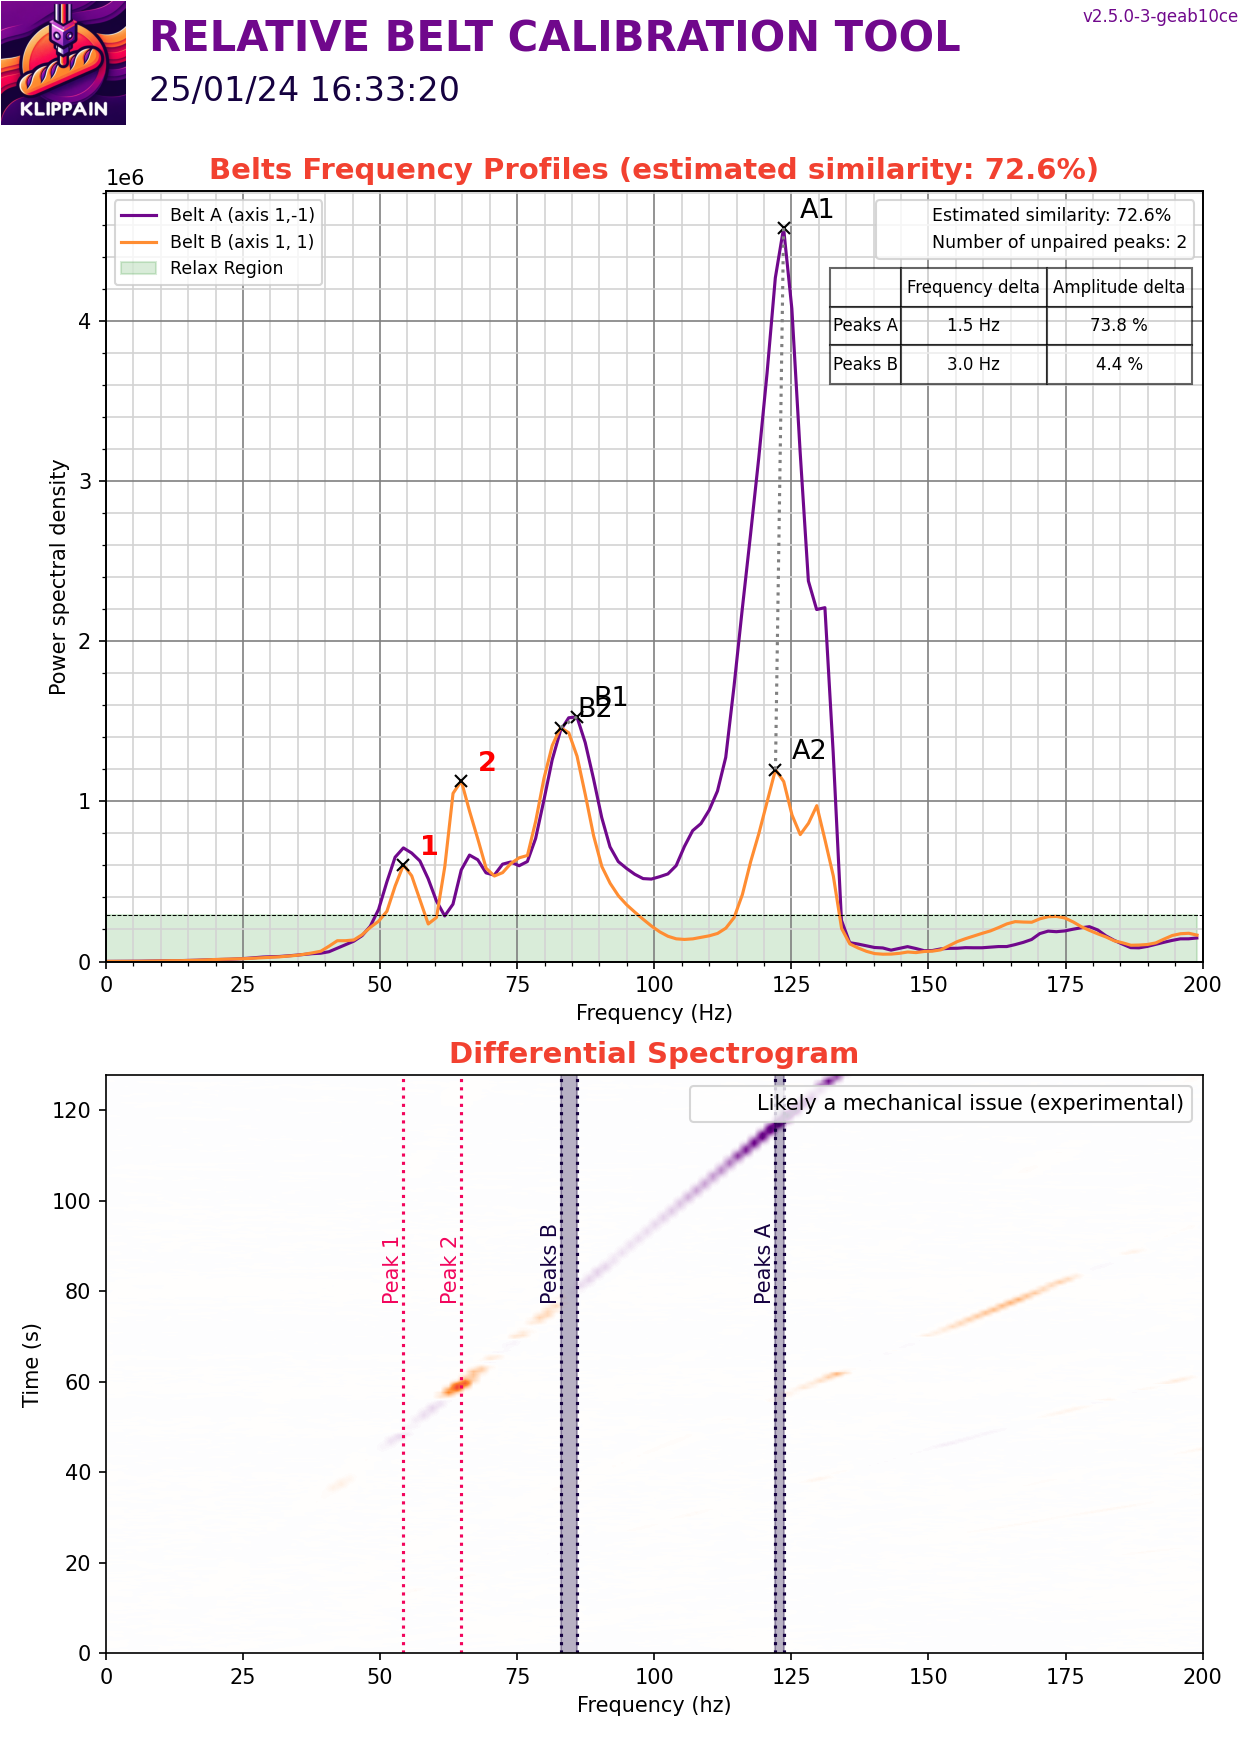 v2.5.0-3-geab10ce
RELATIVE BELT CALIBRATION TOOL
25/01/24 16:33:20
KLIPPAIN
Belts Frequency Profiles (estimated similarity: 72.6%)
1e6
Belt A (axis 1,-1)
Belt B (axis 1, 1)
Relax Region
Estimated similarity: 72.6%
Number of unpaired peaks: 2
Frequency delta Amplitude delta
Peaks A 1.5 Hz 73.8 %
Peaks B 3.0 Hz 4.4 %
A1
B1
B2
A2
2
1
Power spectral density
4
3
2
1
0
0 25 50 75 100 125 150 175 200
Frequency (Hz)
Differential Spectrogram
Likely a mechanical issue (experimental)
Peak 1
Peak 2
Peaks B
Peaks A
Time (s)
120
100
80
60
40
20
0
0 25 50 75 100 125 150 175 200
Frequency (hz)